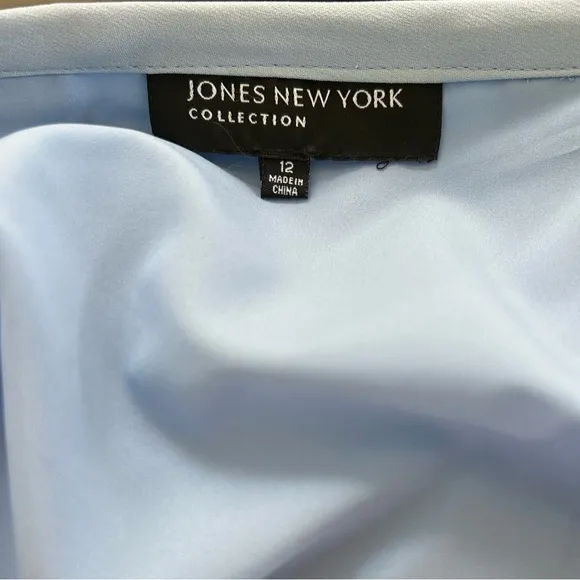 JONES NEW YORK
COLLECTION
12
MADE IN
CHINA